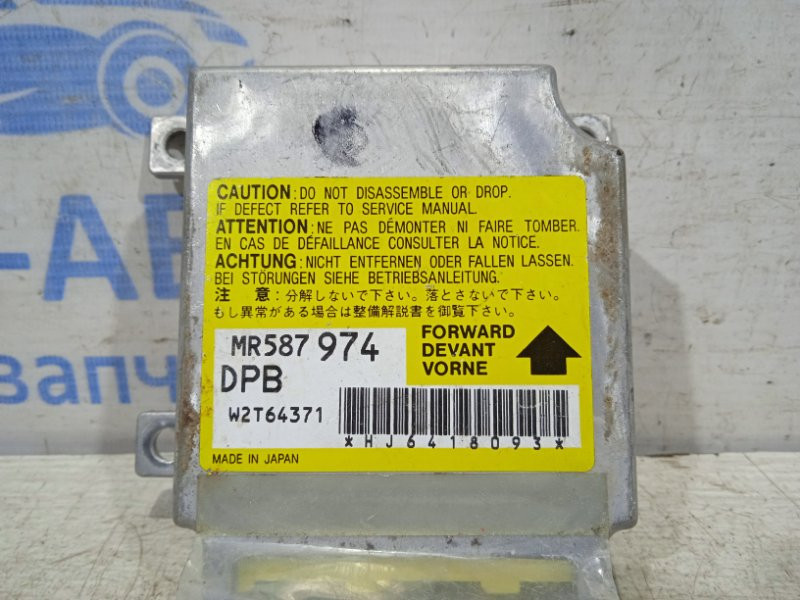 CAUTION : DO NOT DISASSEMBLE OR DROP.
IF DEFECT REFER TO SERVICE MANUAL.
ATTENTION : NE PAS DÉMONTER NI FAIRE TOMBER.
EN CAS DE DÉFAILLANCE CONSULTER LA NOTICE.
ACHTUNG : NICHT ENTFERNEN ODER FALLEN LASSEN.
BEI STÖRUNGEN SIEHE BETRIEBSANLEITUNG.
注 意 : 分解しないで下さい。落とさないで下さい。
もし異常がある場合は整備解説書を御覧下さい。
MR587 974
DPB
W2T64371
FORWARD
DEVANT
VORNE
*HJ6418093*
MADE IN JAPAN